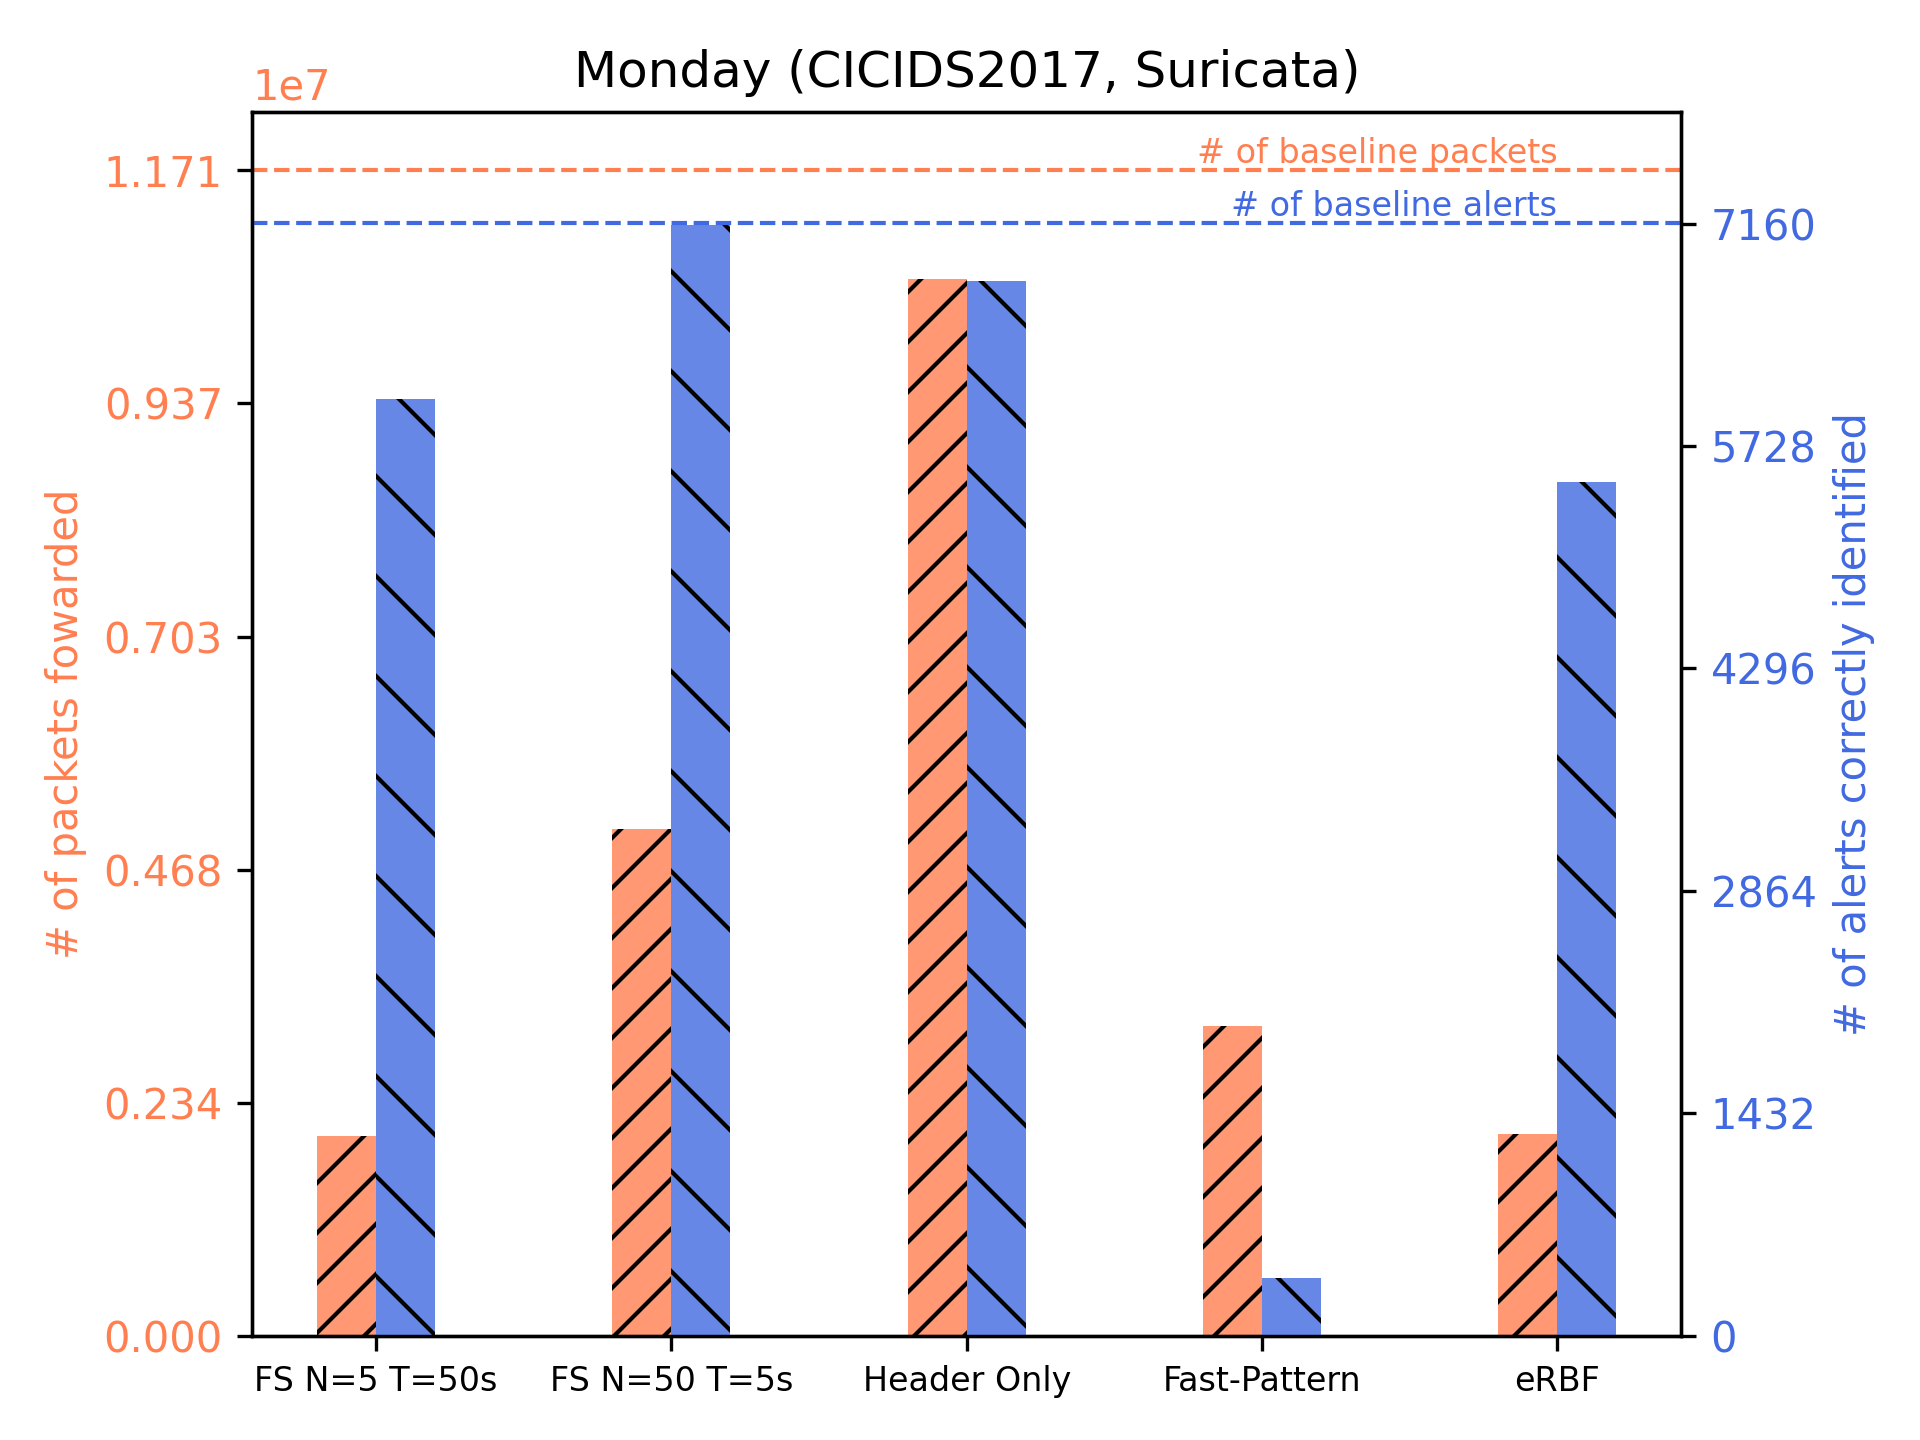 Monday (CICIDS2017, Suricata)
1e7
# of baseline packets
1.171
# of baseline alerts
7160
0.937
5728
0.703
4296
0.468
2864
0.234
1432
0.000
0
# of packets fowarded
# of alerts correctly identified
FS N=5 T=50s
FS N=50 T=5s
Header Only
Fast-Pattern
eRBF